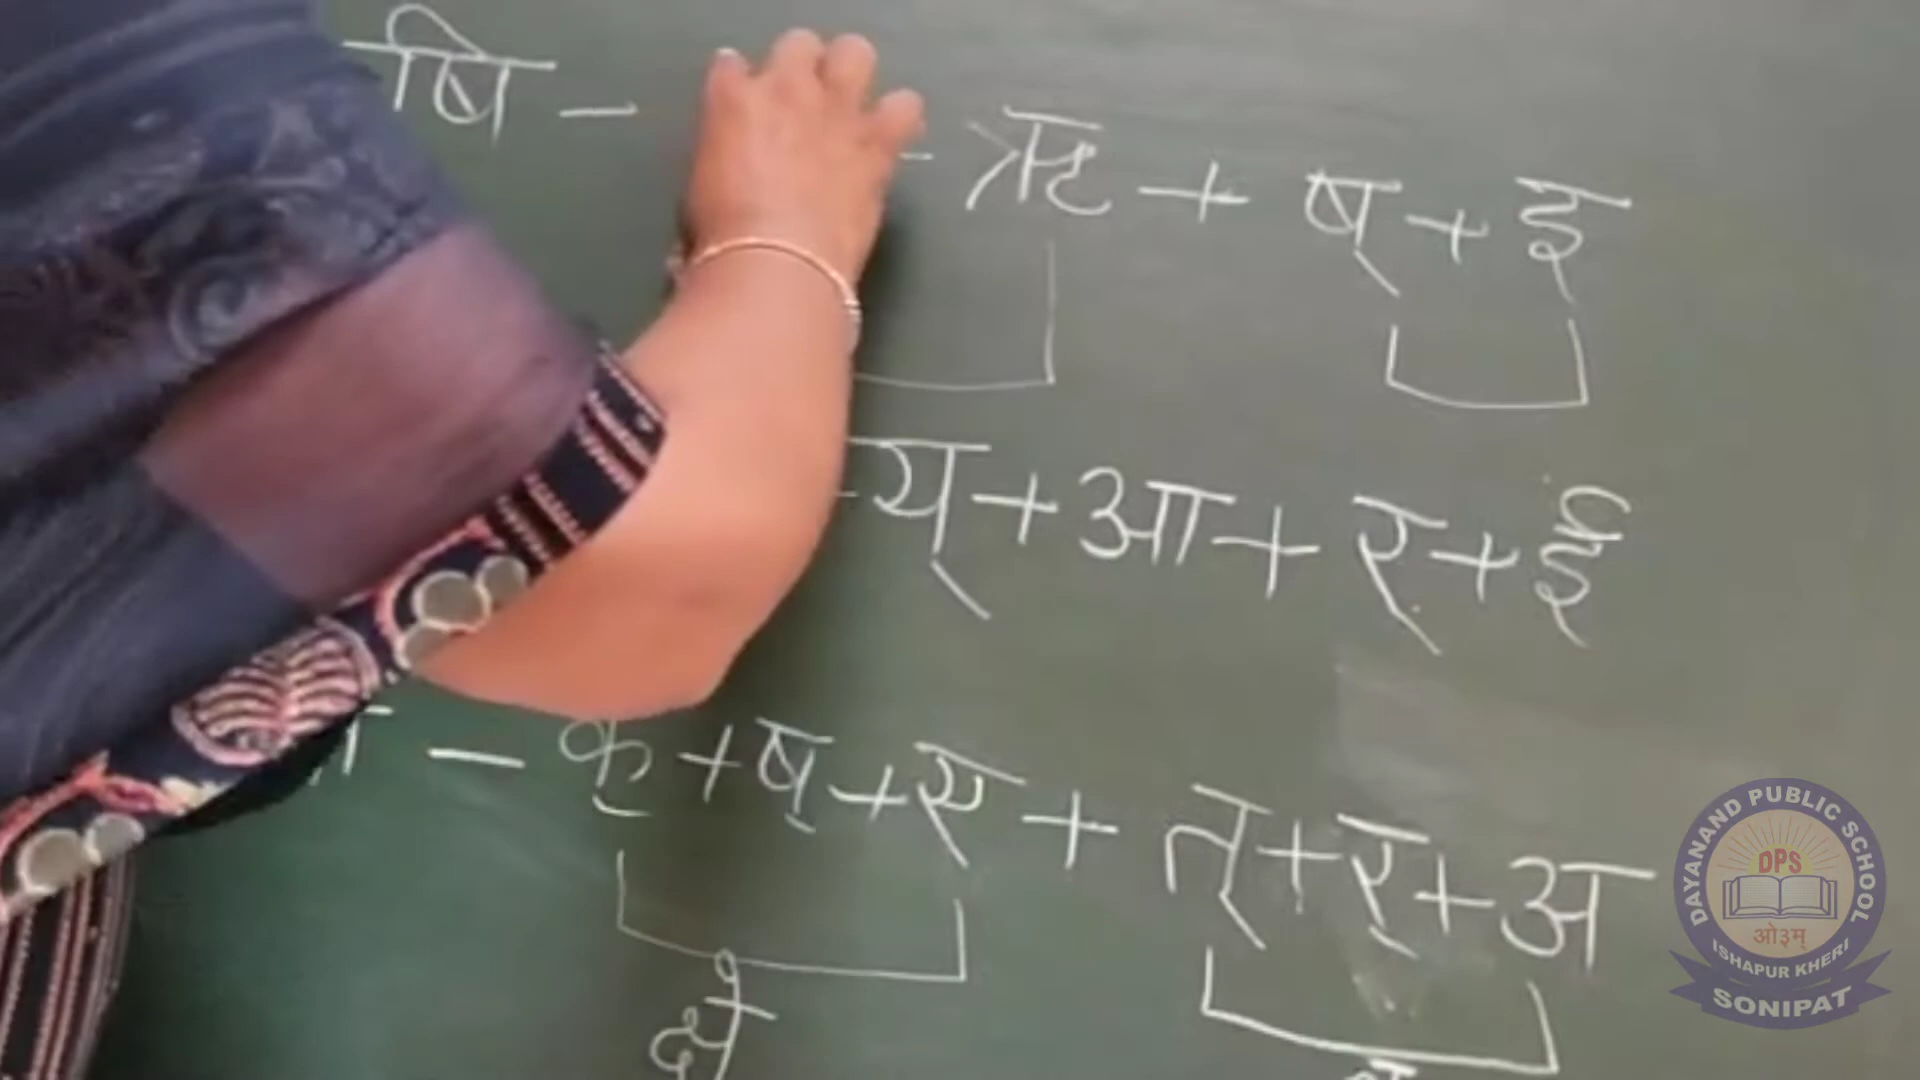 षि - - ऋ + ष् + इ
- य् + आ + र् + ई
- क् + ष् + ए + त् + र् + अ
क्षे
DAYANAND PUBLIC SCHOOL
DPS
ओ३म्
ISHAPUR KHERI
SONIPAT